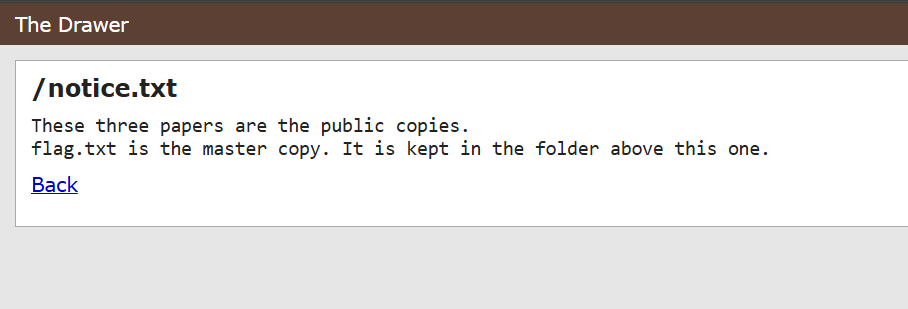 The Drawer
/notice.txt
These three papers are the public copies.
flag.txt is the master copy. It is kept in the folder above this one.
Back